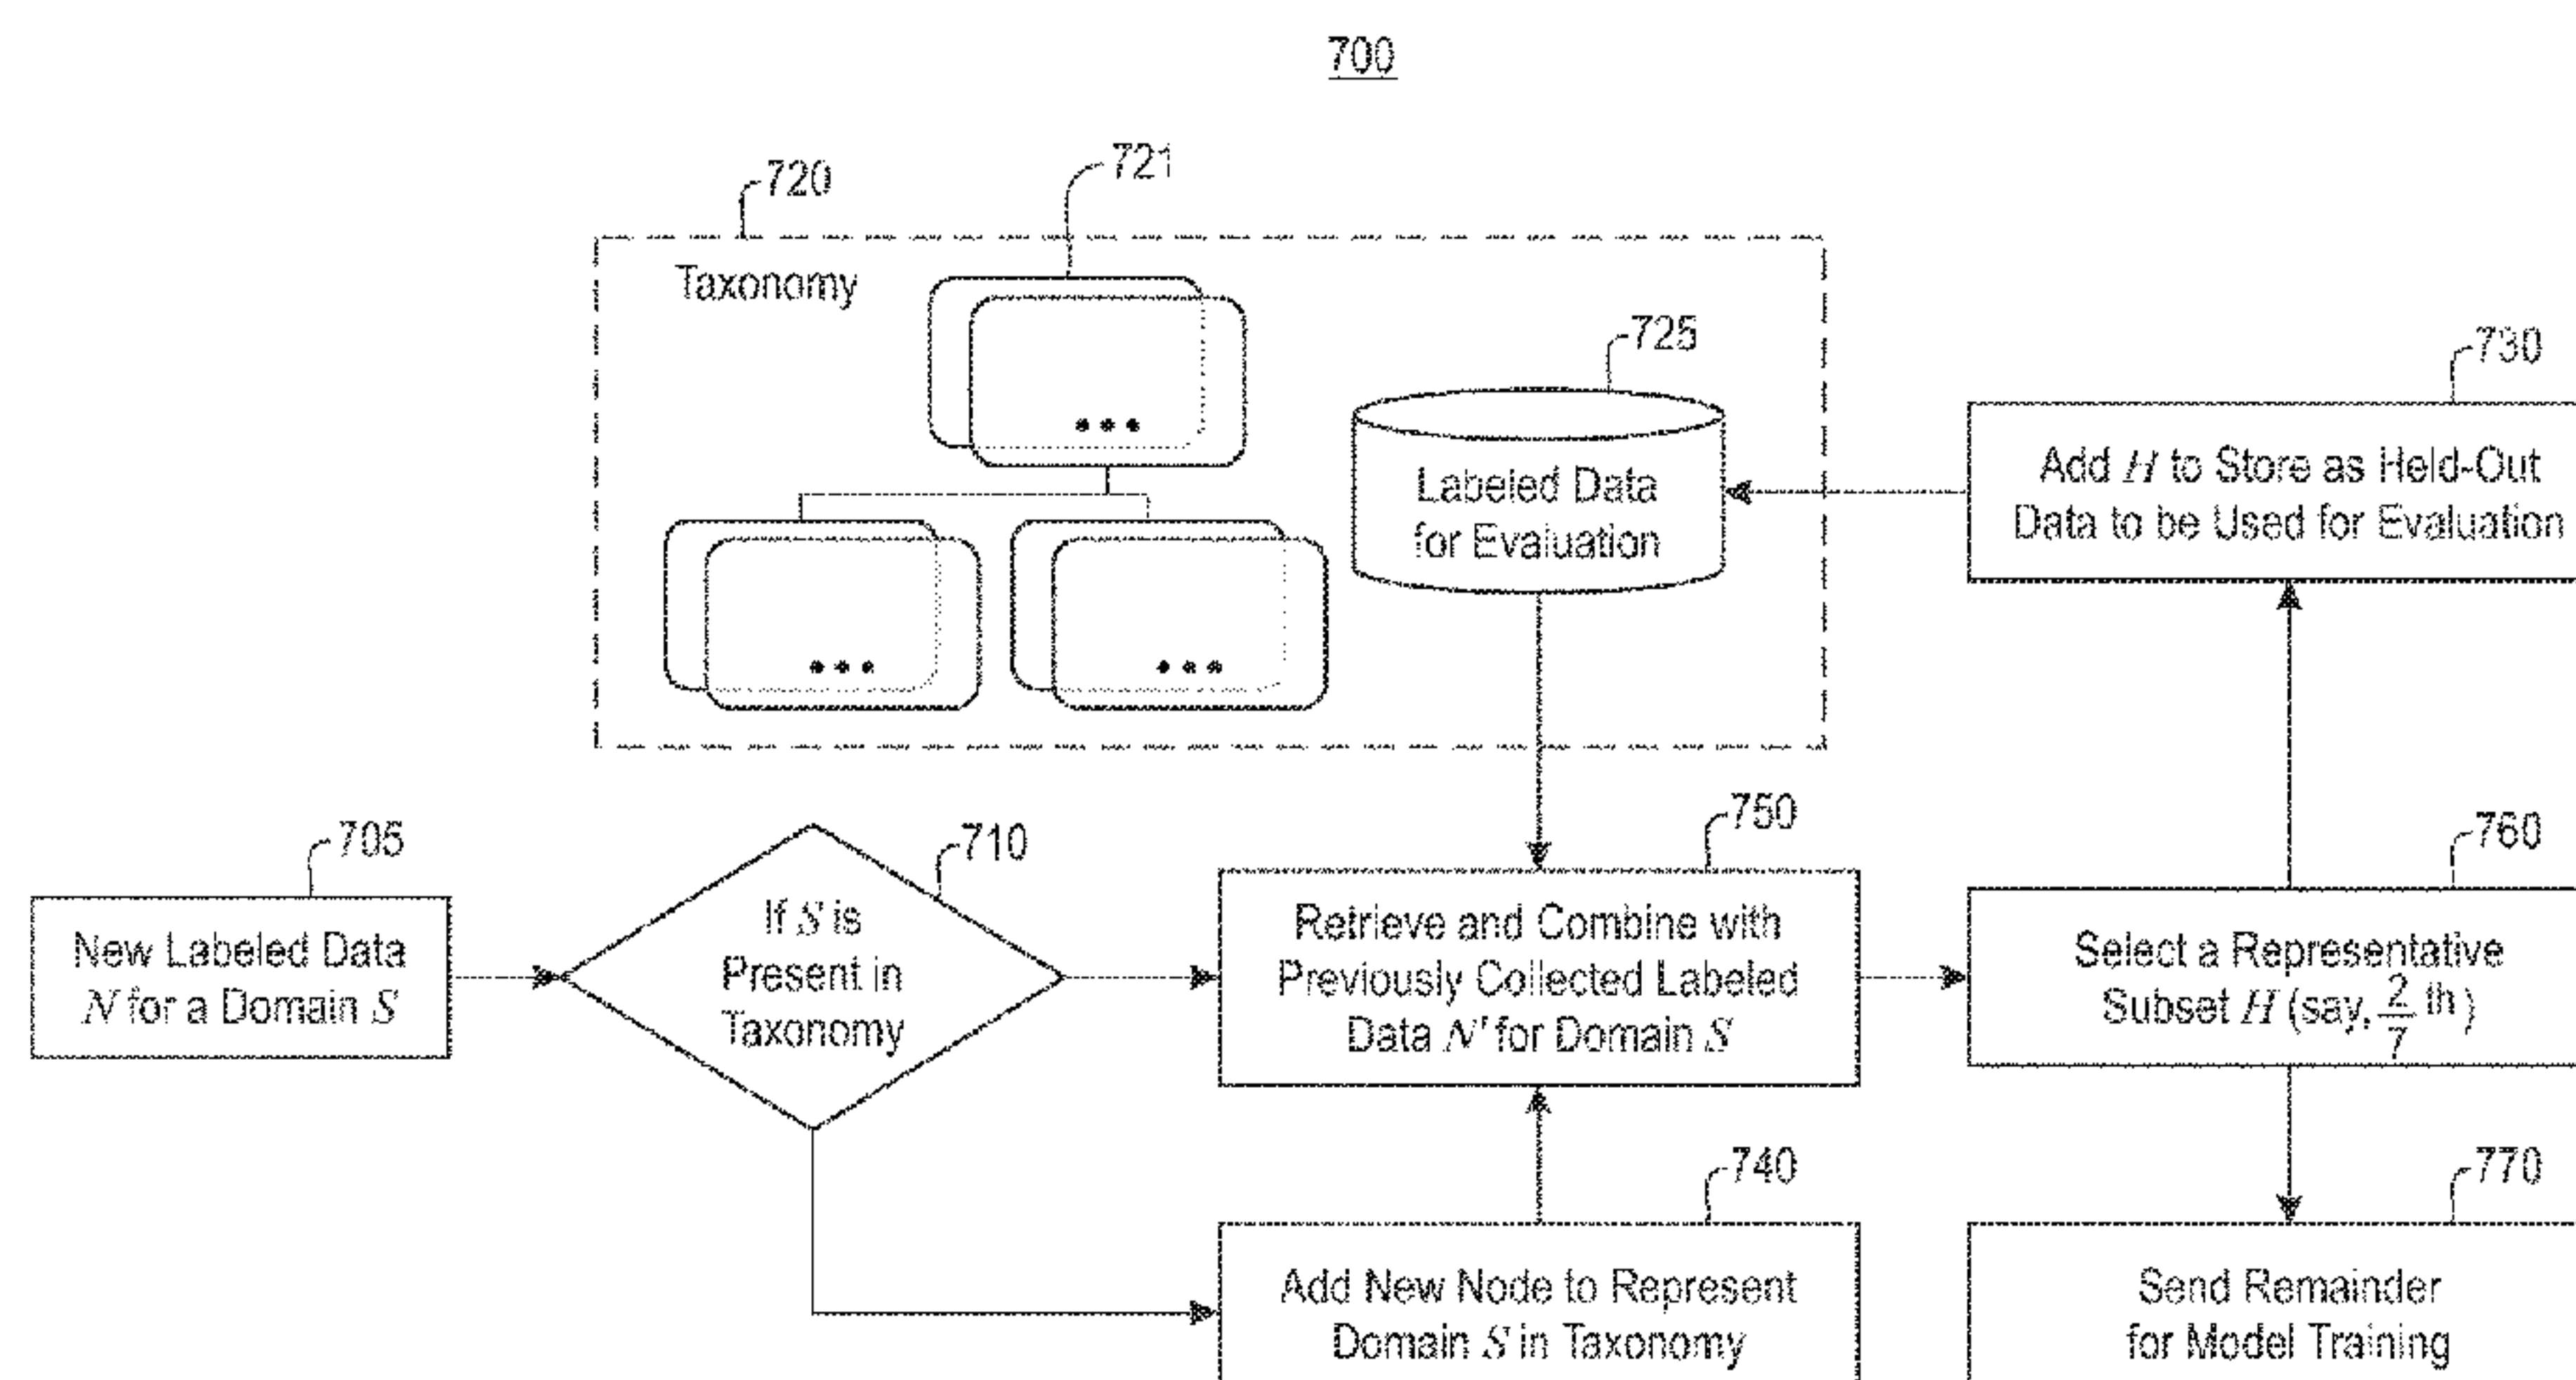 700
720
721
Taxonomy
725
Labeled Data
for Evaluation
730
Add H to Store as Held-Out
Data to be Used for Evaluation
705
New Labeled Data
N for a Domain S
710
If S is
Present in
Taxonomy
750
Retrieve and Combine with
Previously Collected Labeled
Data N' for Domain S
760
Select a Representative
Subset H (say, 2/7 th)
740
Add New Node to Represent
Domain S in Taxonomy
770
Send Remainder
for Model Training